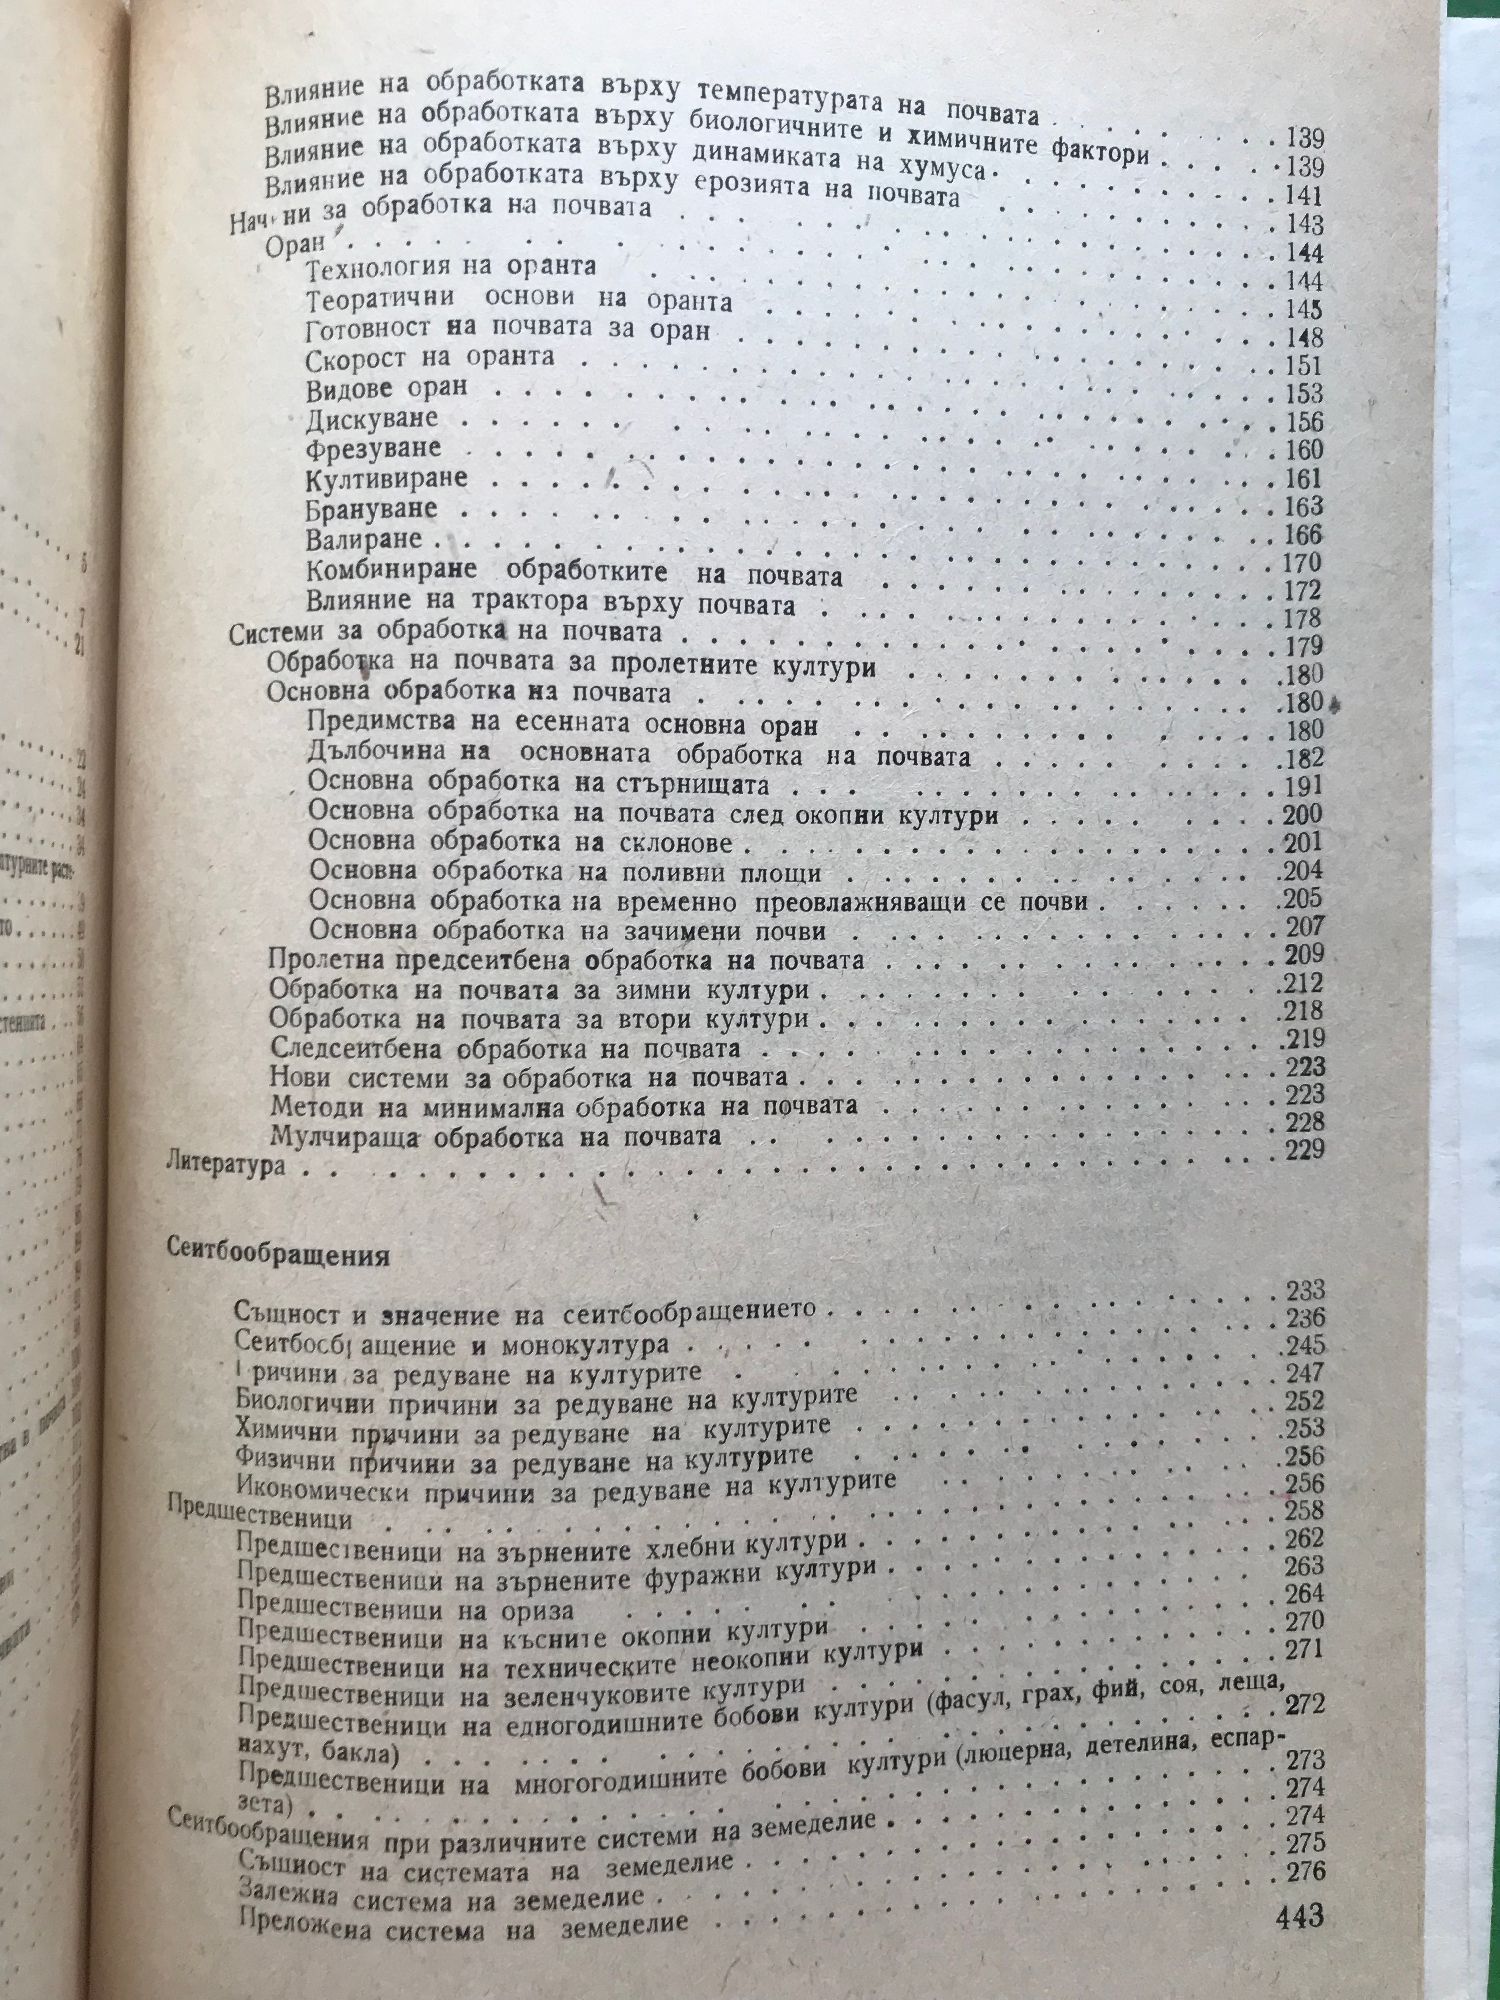 Влияние на обработката върху температурата на почвата . . . . . . 139
Влияние на обработката върху биологичните и химичните фактори . . . . . 139
Влияние на обработката върху динамиката на хумуса . . . . . . 141
Влияние на обработката върху ерозията на почвата . . . . . . 143
Начини за обработка на почвата . . . . . . 144
Оран . . . . . . 144
Технология на оранта . . . . . . 145
Теоратични основи на оранта . . . . . . 148
Готовност на почвата за оран . . . . . . 151
Скорост на оранта . . . . . . 153
Видове оран . . . . . . 156
Дискуване . . . . . . 160
Фрезуване . . . . . . 161
Култивиране . . . . . . 163
Брануване . . . . . . 166
Валиране . . . . . . 170
Комбиниране обработките на почвата . . . . . . 172
Влияние на трактора върху почвата . . . . . . 178
Системи за обработка на почвата . . . . . . 179
Обработка на почвата за пролетните култури . . . . . . 180
Основна обработка на почвата . . . . . . 180
Предимства на есенната основна оран . . . . . . 180
Дълбочина на основната обработка на почвата . . . . . . 182
Основна обработка на стърнищата . . . . . . 191
Основна обработка на почвата след окопни култури . . . . . . 200
Основна обработка на склонове . . . . . . 201
Основна обработка на поливни площи . . . . . . 204
Основна обработка на временно преовлажняващи се почви . . . . . . 205
Основна обработка на зачимени почви . . . . . . 207
Пролетна предсеитбена обработка на почвата . . . . . . 209
Обработка на почвата за зимни култури . . . . . . 212
Обработка на почвата за втори култури . . . . . . 218
Следсеитбена обработка на почвата . . . . . . 219
Нови системи за обработка на почвата . . . . . . 223
Методи на минимална обработка на почвата . . . . . . 223
Мулчираща обработка на почвата . . . . . . 228
Литература . . . . . . 229
Сеитбообращения
Същност и значение на сеитбообращението . . . . . . 233
Сеитбообращение и монокултура . . . . . . 236
Причини за редуване на културите . . . . . . 245
Биологични причини за редуване на културите . . . . . . 247
Химични причини за редуване на културите . . . . . . 252
Физични причини за редуване на културите . . . . . . 253
Икономически причини за редуване на културите . . . . . . 256
Предшественици . . . . . . 256
Предшественици на зърнените хлебни култури . . . . . . 258
Предшественици на зърнените фуражни култури . . . . . . 262
Предшественици на ориза . . . . . . 263
Предшественици на късните окопни култури . . . . . . 264
Предшественици на техническите неокопни култури . . . . . . 270
Предшественици на зеленчуковите култури . . . . . . 271
Предшественици на едногодишните бобови култури (фасул, грах, фий, соя, леща,
нахут, бакла) . . . . . . 272
Предшественици на многогодишните бобови култури (люцерна, детелина, еспар-
зета) . . . . . . 273
Сеитбообращения при различните системи на земеделие . . . . . . 274
Същност на системата на земеделие . . . . . . 274
Залежна система на земеделие . . . . . . 275
Преложена система на земеделие . . . . . . 276
443